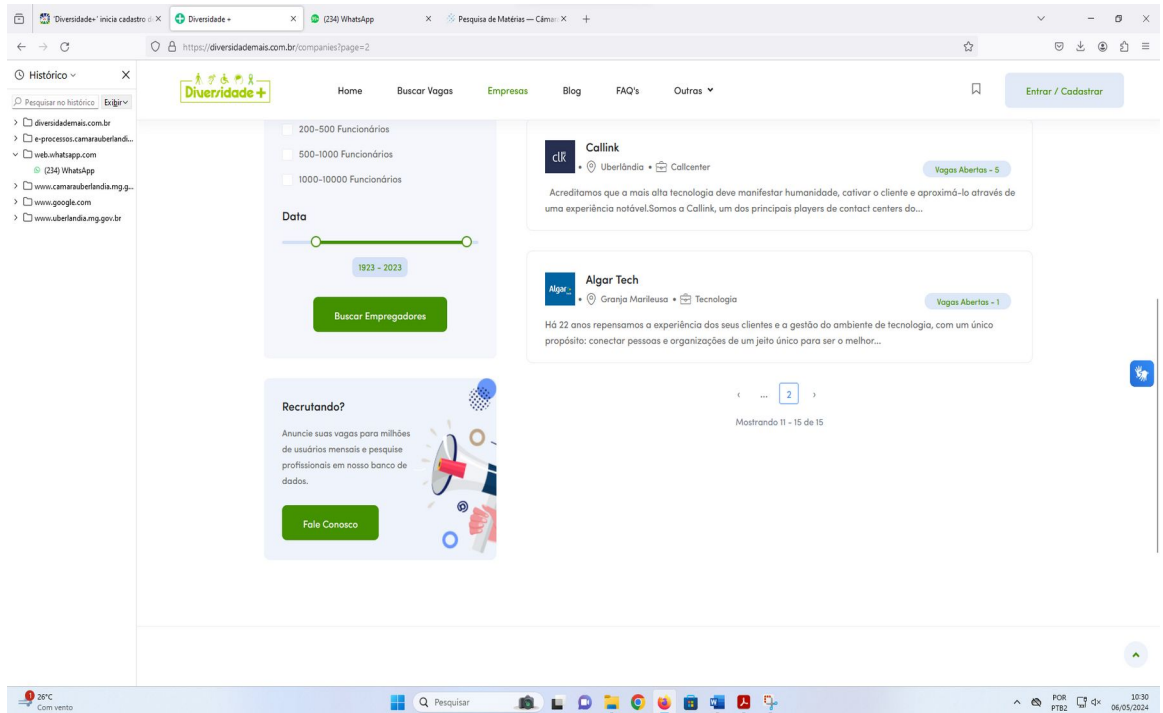 'Diversidade+' inicia cadastro d
Diversidade +
(234) WhatsApp
Pesquisa de Matérias — Câmar
https://diversidademais.com.br/companies?page=2
Histórico
Pesquisar no histórico
Exibir
diversidademais.com.br
e-processos.camarauberlandi...
web.whatsapp.com
(234) WhatsApp
www.camarauberlandia.mg.g...
www.google.com
www.uberlandia.mg.gov.br
Diversidade +
Home
Buscar Vagas
Empresas
Blog
FAQ's
Outras
Entrar / Cadastrar
200-500 Funcionários
500-1000 Funcionários
1000-10000 Funcionários
Data
1923 - 2023
Buscar Empregadores
Recrutando?
Anuncie suas vagas para milhões
de usuários mensais e pesquise
profissionais em nosso banco de
dados.
Fale Conosco
clk
Callink
Uberlândia • Callcenter
Vagas Abertas - 5
Acreditamos que a mais alta tecnologia deve manifestar humanidade, cativar o cliente e aproximá-lo através de
uma experiência notável.Somos a Callink, um dos principais players de contact centers do...
Algar
Algar Tech
Granja Marileusa • Tecnologia
Vagas Abertas - 1
Há 22 anos repensamos a experiência dos seus clientes e a gestão do ambiente de tecnologia, com um único
propósito: conectar pessoas e organizações de um jeito único para ser o melhor...
‹ ... 2 ›
Mostrando 11 - 15 de 15
1
26°C
Com vento
Pesquisar
POR
PTB2
10:30
06/05/2024